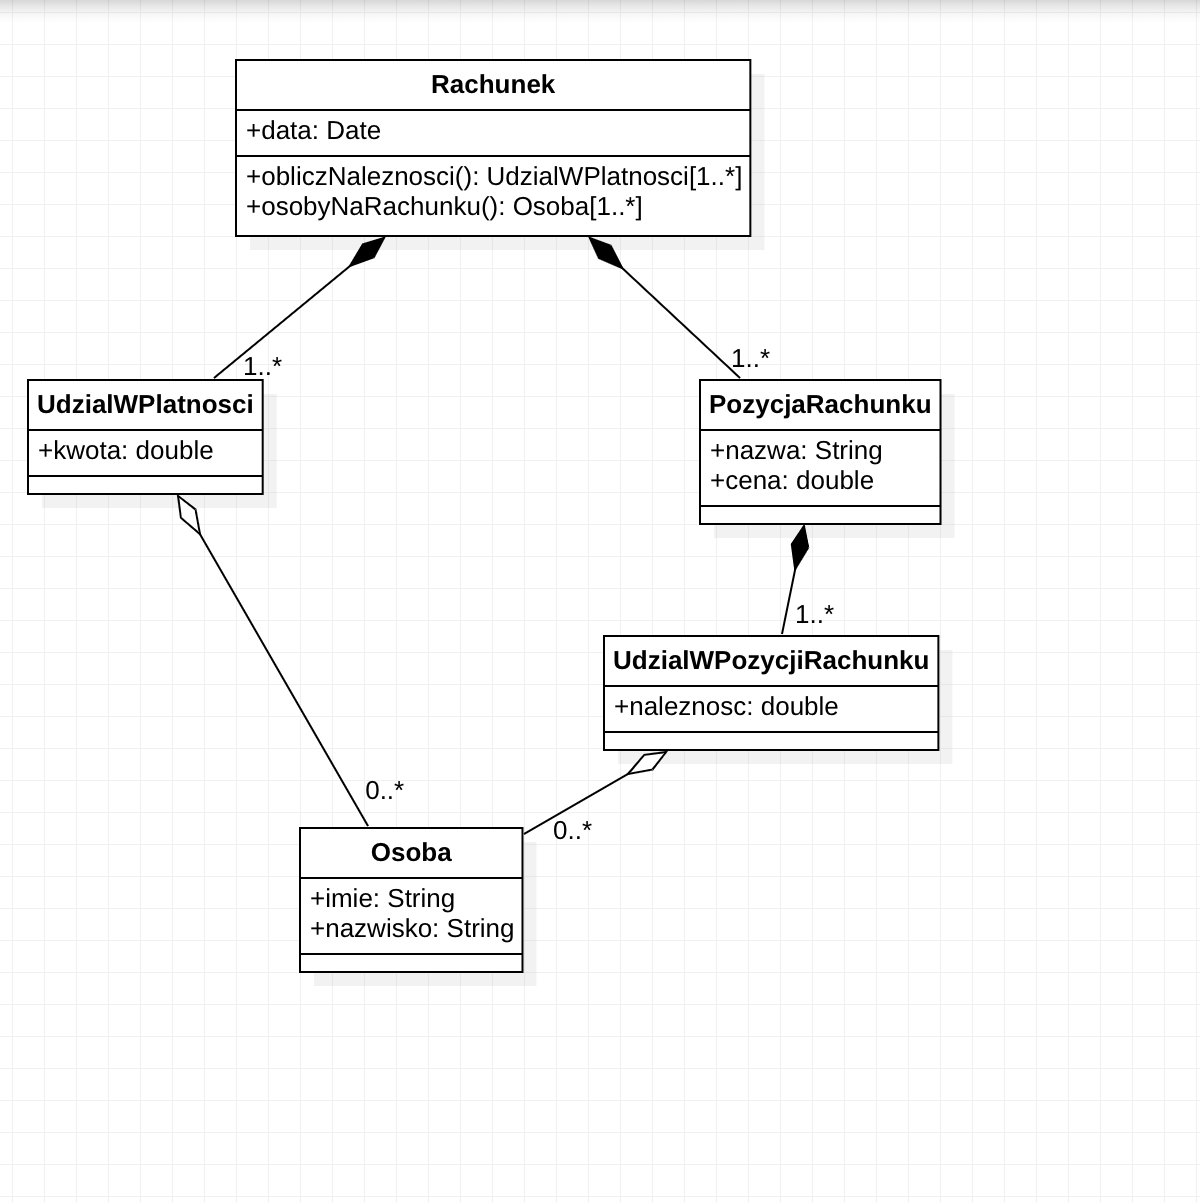 Rachunek
+data: Date
+obliczNaleznosci(): UdzialWPlatnosci[1..*]
+osobyNaRachunku(): Osoba[1..*]
1..*
1..*
UdzialWPlatnosci
+kwota: double
PozycjaRachunku
+nazwa: String
+cena: double
1..*
UdzialWPozycjiRachunku
+naleznosc: double
0..*
0..*
Osoba
+imie: String
+nazwisko: String